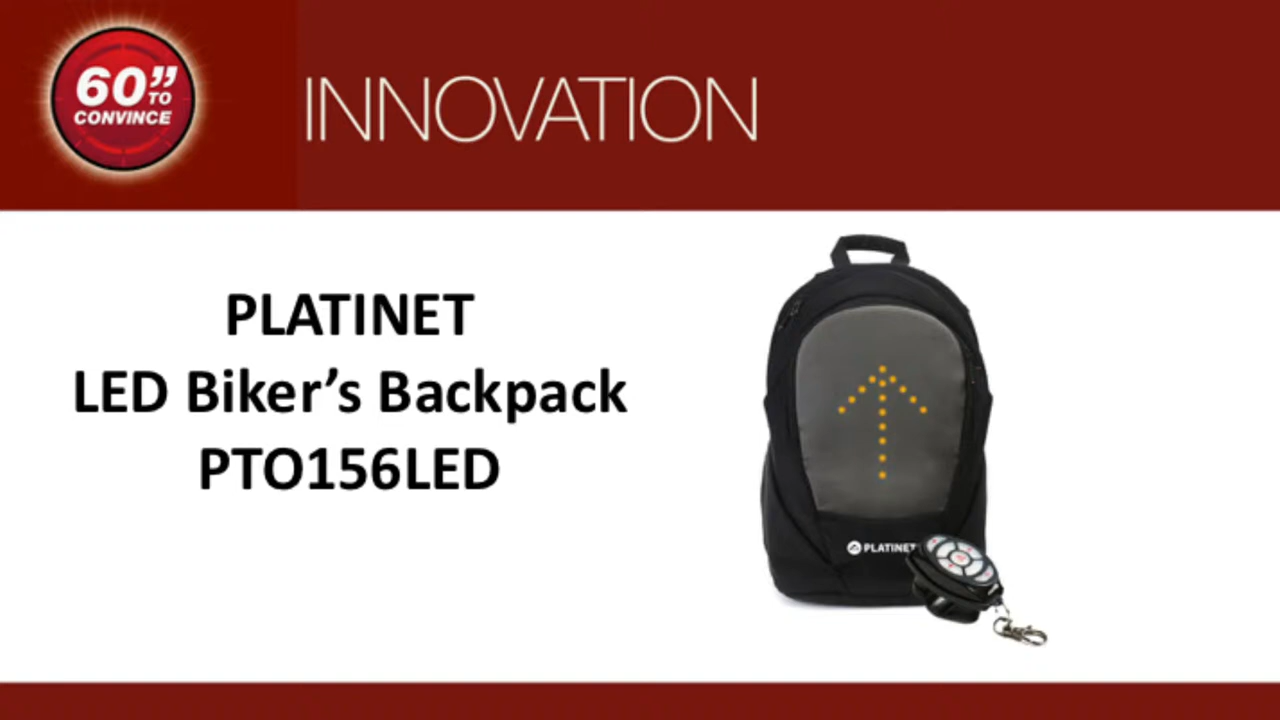 60”
TO
CONVINCE
INNOVATION
PLATINET
LED Biker’s Backpack
PTO156LED
PLATINET